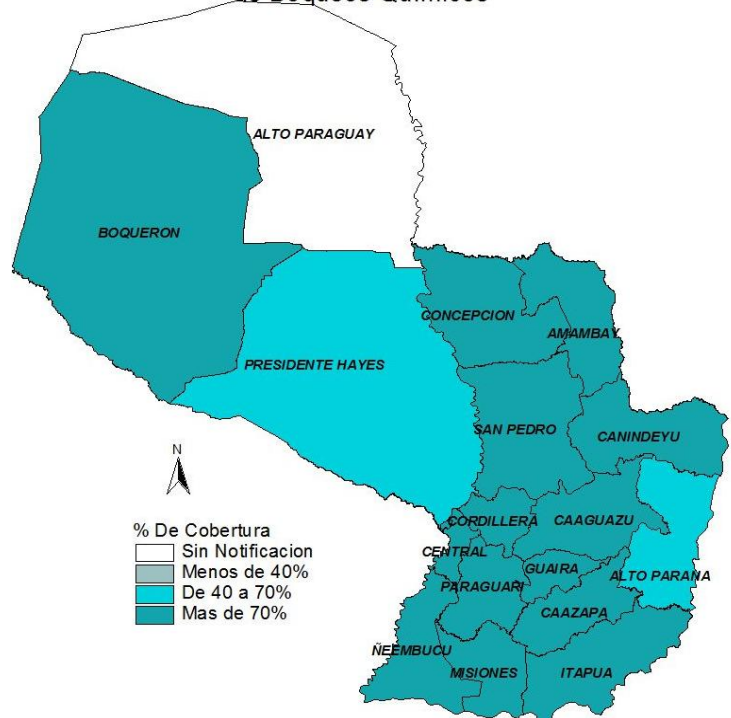 ALTO PARAGUAY
BOQUERON
CONCEPCION
AMAMBAY
PRESIDENTE HAYES
SAN PEDRO
CANINDEYU
N
CORDILLERA
CAAGUAZU
% De Cobertura
Sin Notificacion
Menos de 40%
De 40 a 70%
Mas de 70%
CENTRAL
GUAIRA
ALTO PARANA
PARAGUARI
CAAZAPA
ÑEEMBUCU
MISIONES
ITAPUA